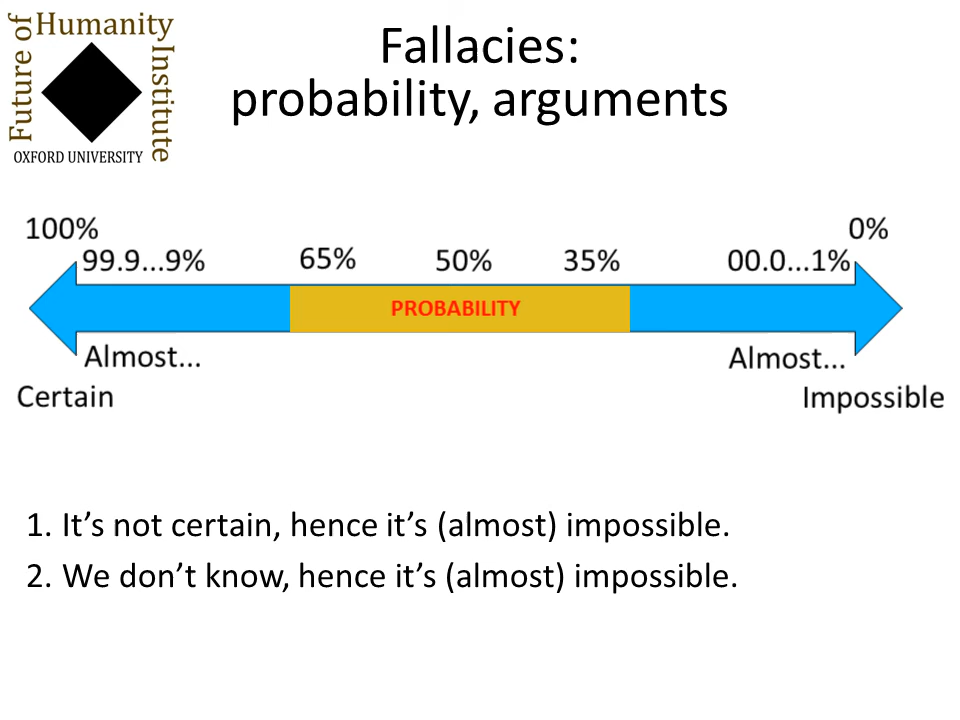 Future of
Humanity
Institute
OXFORD UNIVERSITY
Fallacies:
probability, arguments
100%
0%
99.9...9%
65%
50%
35%
00.0...1%
PROBABILITY
Almost...
Almost...
Certain
Impossible
1. It’s not certain, hence it’s (almost) impossible.
2. We don’t know, hence it’s (almost) impossible.